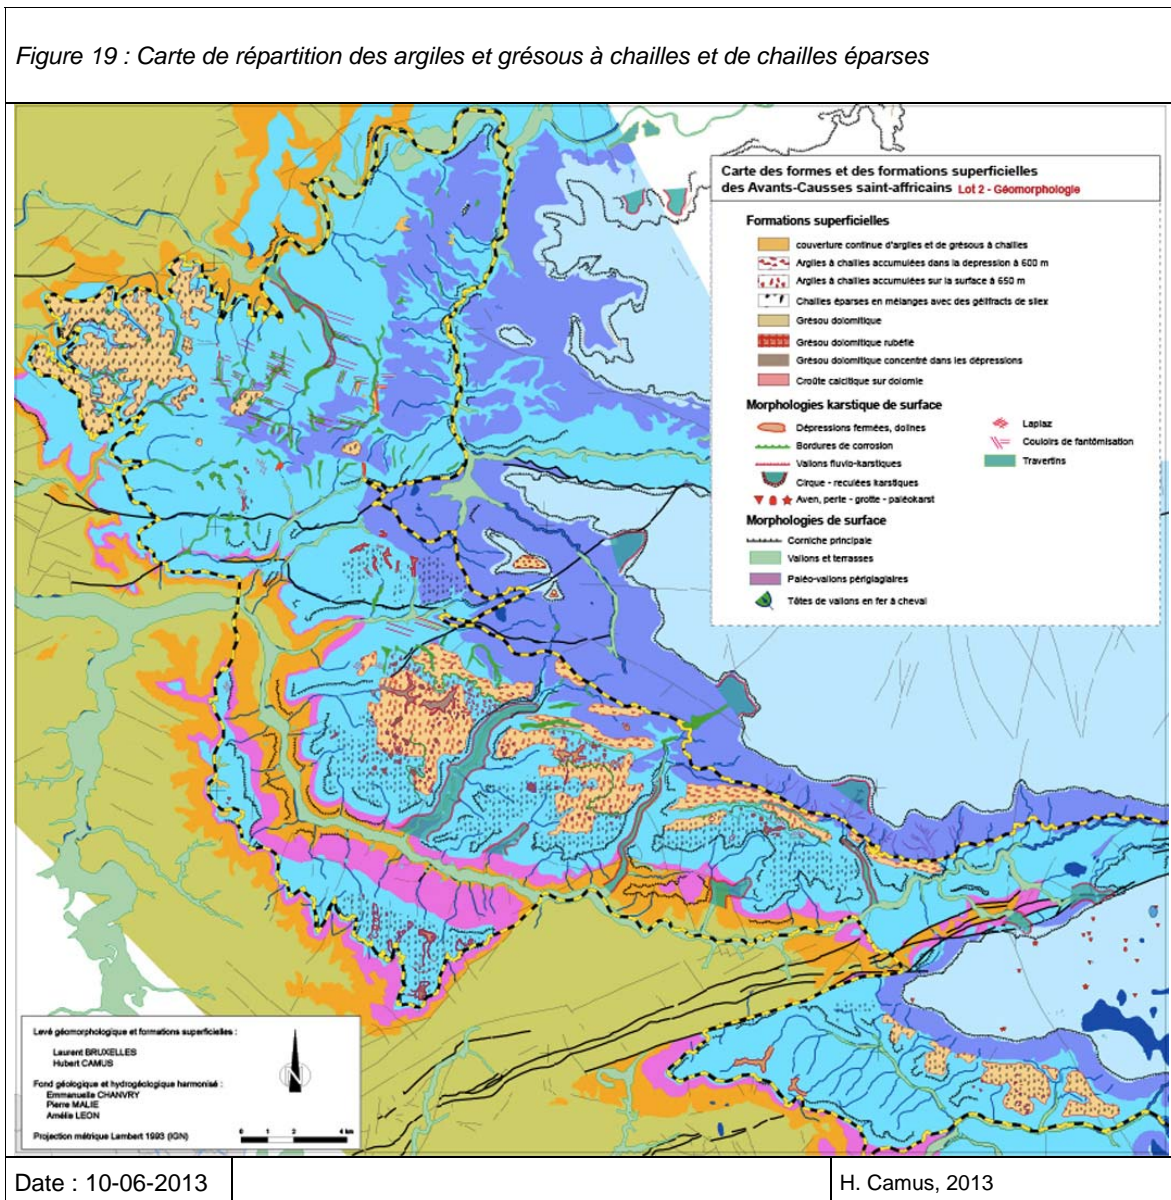 Figure 19 : Carte de répartition des argiles et grésous à chailles et de chailles éparses
Carte des formes et des formations superficielles
des Avants-Causses saint-affricains Lot 2 - Géomorphologie
Formations superficielles
couverture continue d'argiles et de grésous à chailles
Argiles à chailles accumulées dans la depression à 600 m
Argiles à chailles accumulées sur la surface à 650 m
Chailles éparses en mélanges avec des gélifracts de silex
Grésou dolomitique
Grésou dolomitique rubéfié
Grésou dolomitique concentré dans les dépressions
Croûte calcitique sur dolomie
Morphologies karstique de surface
Dépressions fermées, dolines
Bordures de corrosion
Vallons fluvio-karstiques
Cirque - reculées karstiques
Aven, perte - grotte - paléokarst
Lapiaz
Couloirs de fantômisation
Travertins
Morphologies de surface
Corniche principale
Vallons et terrasses
Paléo-vallons périglagiaires
Têtes de vallons en fer à cheval
Levé géomorphologique et formations superficielles :
Laurent BRUXELLES
Hubert CAMUS
Fond géologique et hydrogéologique harmonisé :
Emmanuelle CHANVRY
Pierre MALIE
Amélie LEON
Projection métrique Lambert 1993 (IGN)
N
0 1 2 4 km
Date : 10-06-2013
H. Camus, 2013